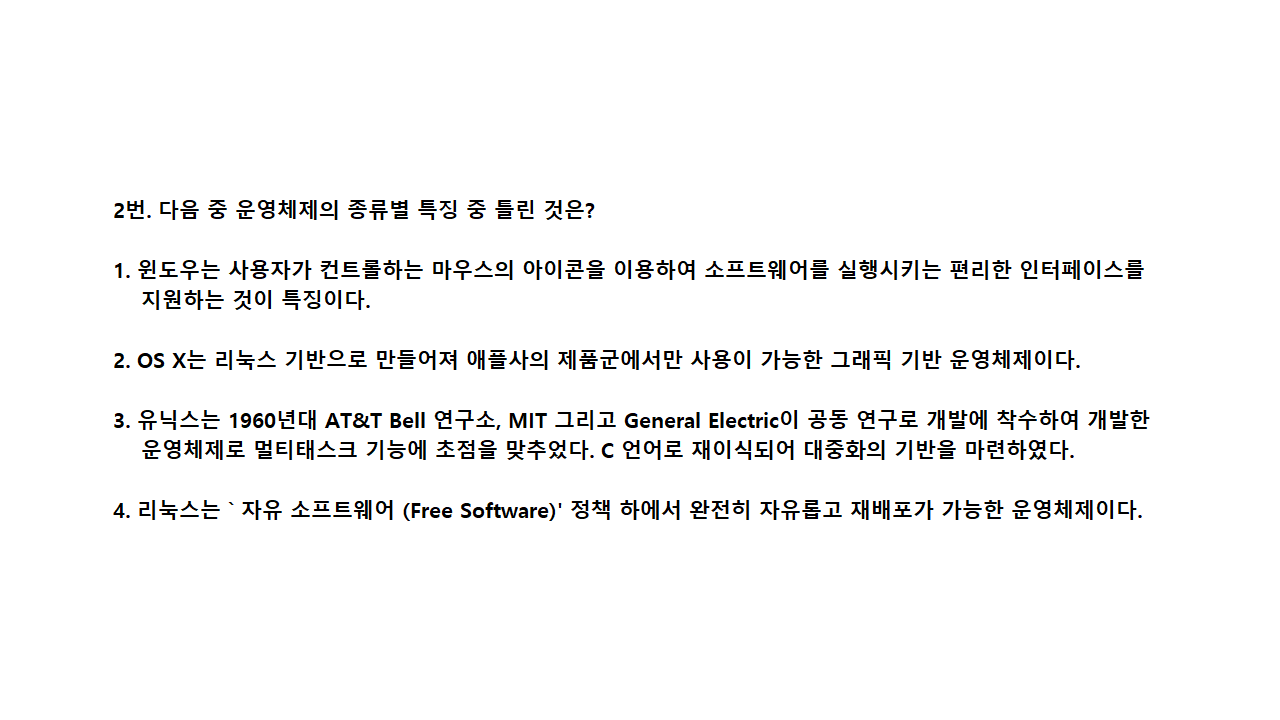 2번. 다음 중 운영체제의 종류별 특징 중 틀린 것은?
1. 윈도우는 사용자가 컨트롤하는 마우스의 아이콘을 이용하여 소프트웨어를 실행시키는 편리한 인터페이스를
지원하는 것이 특징이다.
2. OS X는 리눅스 기반으로 만들어져 애플사의 제품군에서만 사용이 가능한 그래픽 기반 운영체제이다.
3. 유닉스는 1960년대 AT&T Bell 연구소, MIT 그리고 General Electric이 공동 연구로 개발에 착수하여 개발한
운영체제로 멀티태스크 기능에 초점을 맞추었다. C 언어로 재이식되어 대중화의 기반을 마련하였다.
4. 리눅스는 ` 자유 소프트웨어 (Free Software)' 정책 하에서 완전히 자유롭고 재배포가 가능한 운영체제이다.